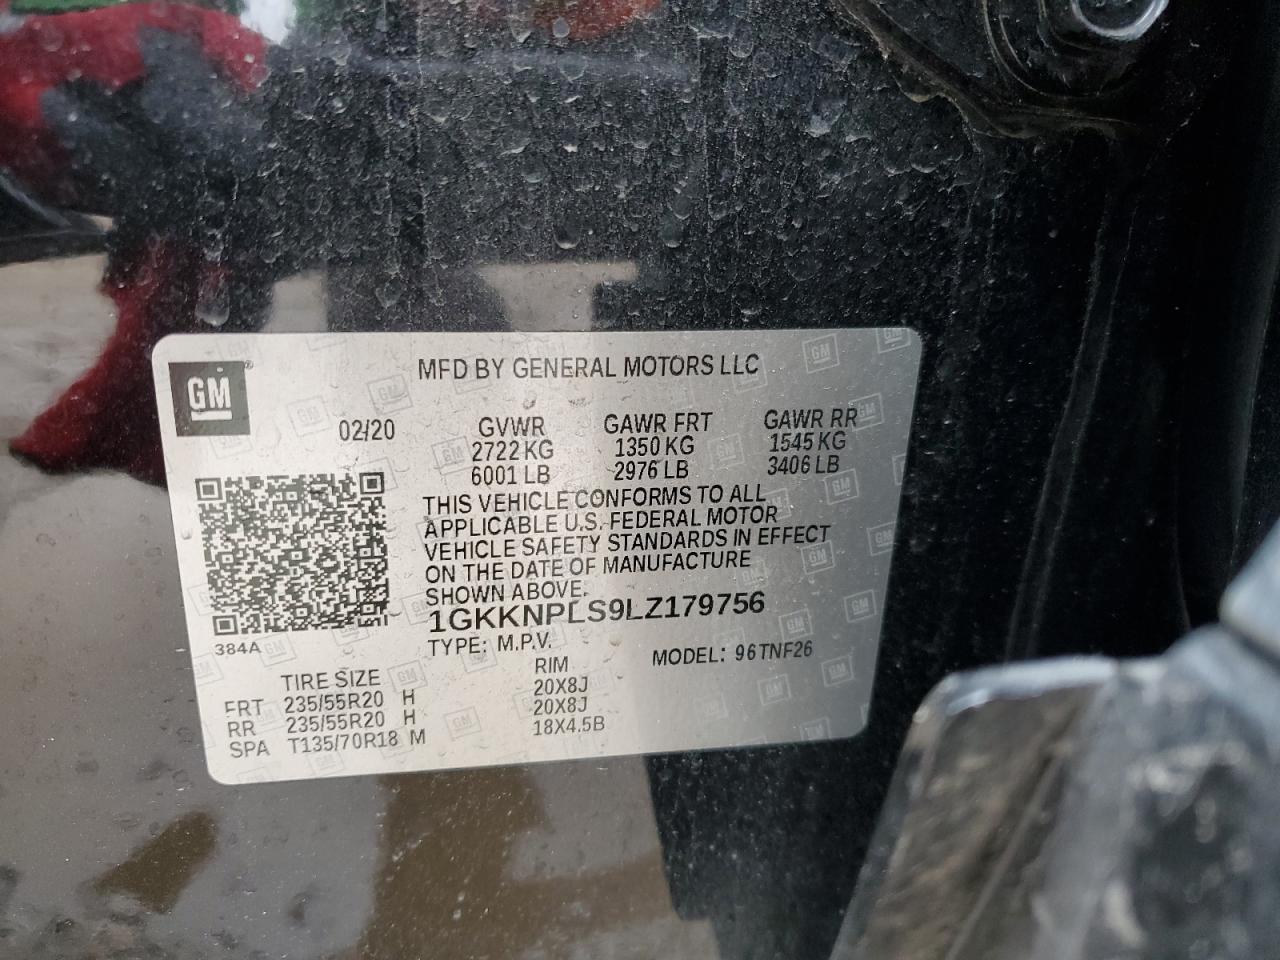 GM
MFD BY GENERAL MOTORS LLC
02/20 GVWR GAWR FRT GAWR RR
2722 KG 1350 KG 1545 KG
6001 LB 2976 LB 3406 LB
THIS VEHICLE CONFORMS TO ALL
APPLICABLE U.S. FEDERAL MOTOR
VEHICLE SAFETY STANDARDS IN EFFECT
ON THE DATE OF MANUFACTURE
SHOWN ABOVE.
1GKKNPLS9LZ179756
384A
TYPE: M.P.V. MODEL: 96TNF26
TIRE SIZE RIM
FRT 235/55R20 H 20X8J
RR 235/55R20 H 20X8J
SPA T135/70R18 M 18X4.5B